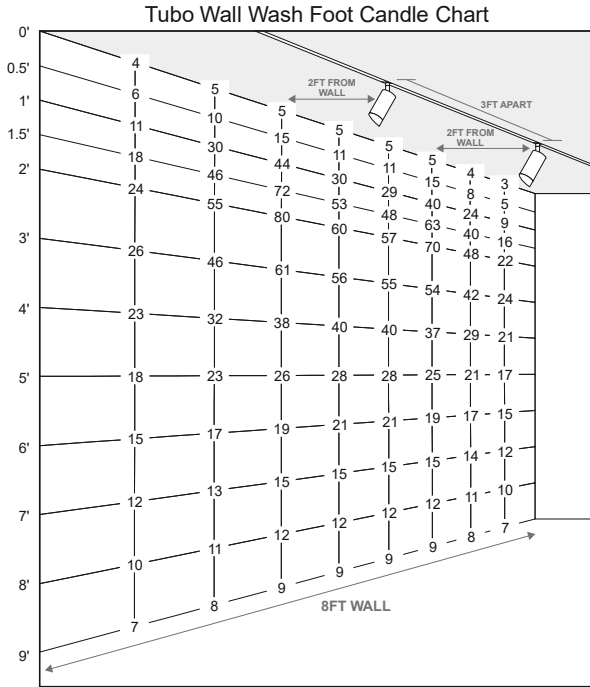 Tubo Wall Wash Foot Candle Chart
2FT FROM
WALL
3FT APART
2FT FROM
WALL
0' 4 5 5 5 5 5 4 3
0.5' 6 10 15 11 11 15 8 5
1' 11 30 44 30 29 40 24 9
1.5' 18 46 72 53 48 63 40 16
2' 24 55 80 60 57 70 48 22
3' 26 46 61 56 55 54 42 24
4' 23 32 38 40 40 37 29 21
5' 18 23 26 28 28 25 21 17
6' 15 17 19 21 21 19 17 15
7' 12 13 15 15 15 15 14 12
8' 10 11 12 12 12 12 11 10
9' 7 8 9 9 9 9 8 7
8FT WALL